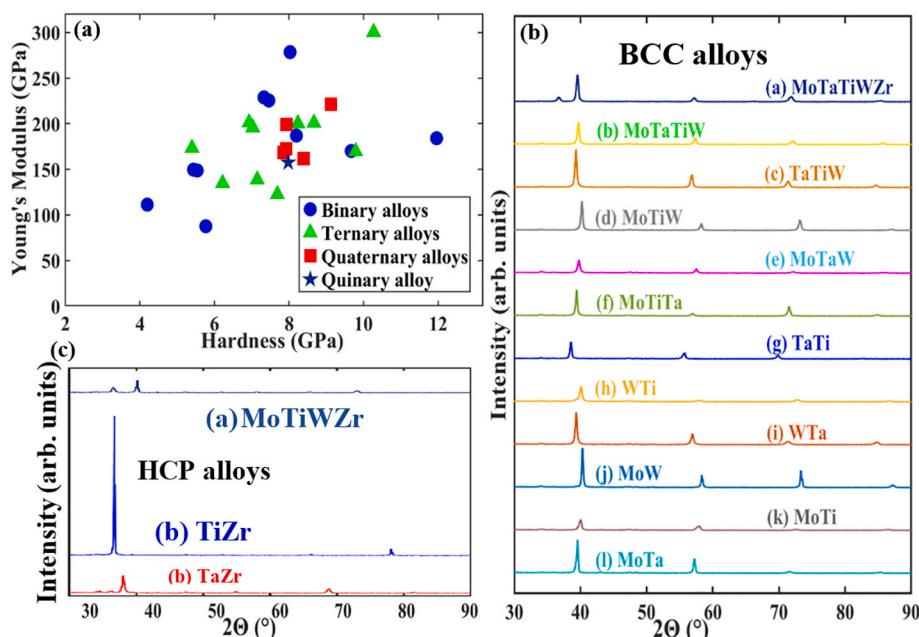 (a)
300
250
200
150
100
50
0
Young's Modulus (GPa)
Binary alloys
Ternary alloys
Quaternary alloys
Quinary alloy
2 4 6 8 10 12
Hardness (GPa)
(b)
BCC alloys
(a) MoTaTiWZr
(b) MoTaTiW
(c) TaTiW
(d) MoTiW
(e) MoTaW
(f) MoTiTa
(g) TaTi
(h) WTi
(i) WTa
(j) MoW
(k) MoTi
(l) MoTa
Intensity (arb. units)
30 40 50 60 70 80 90
2Θ (°)
(c)
(a) MoTiWZr
HCP alloys
(b) TiZr
(b) TaZr
Intensity (arb. units)
30 40 50 60 70 80 90
2Θ (°)